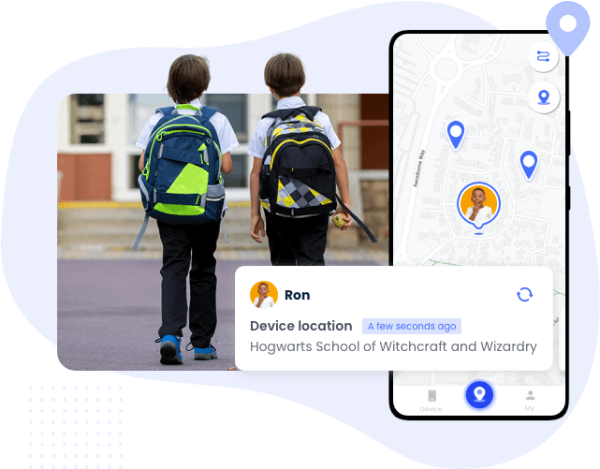 Aerodrome Way
Ron
Device location
A few seconds ago
Hogwarts School of Witchcraft and Wizardry
Device
My